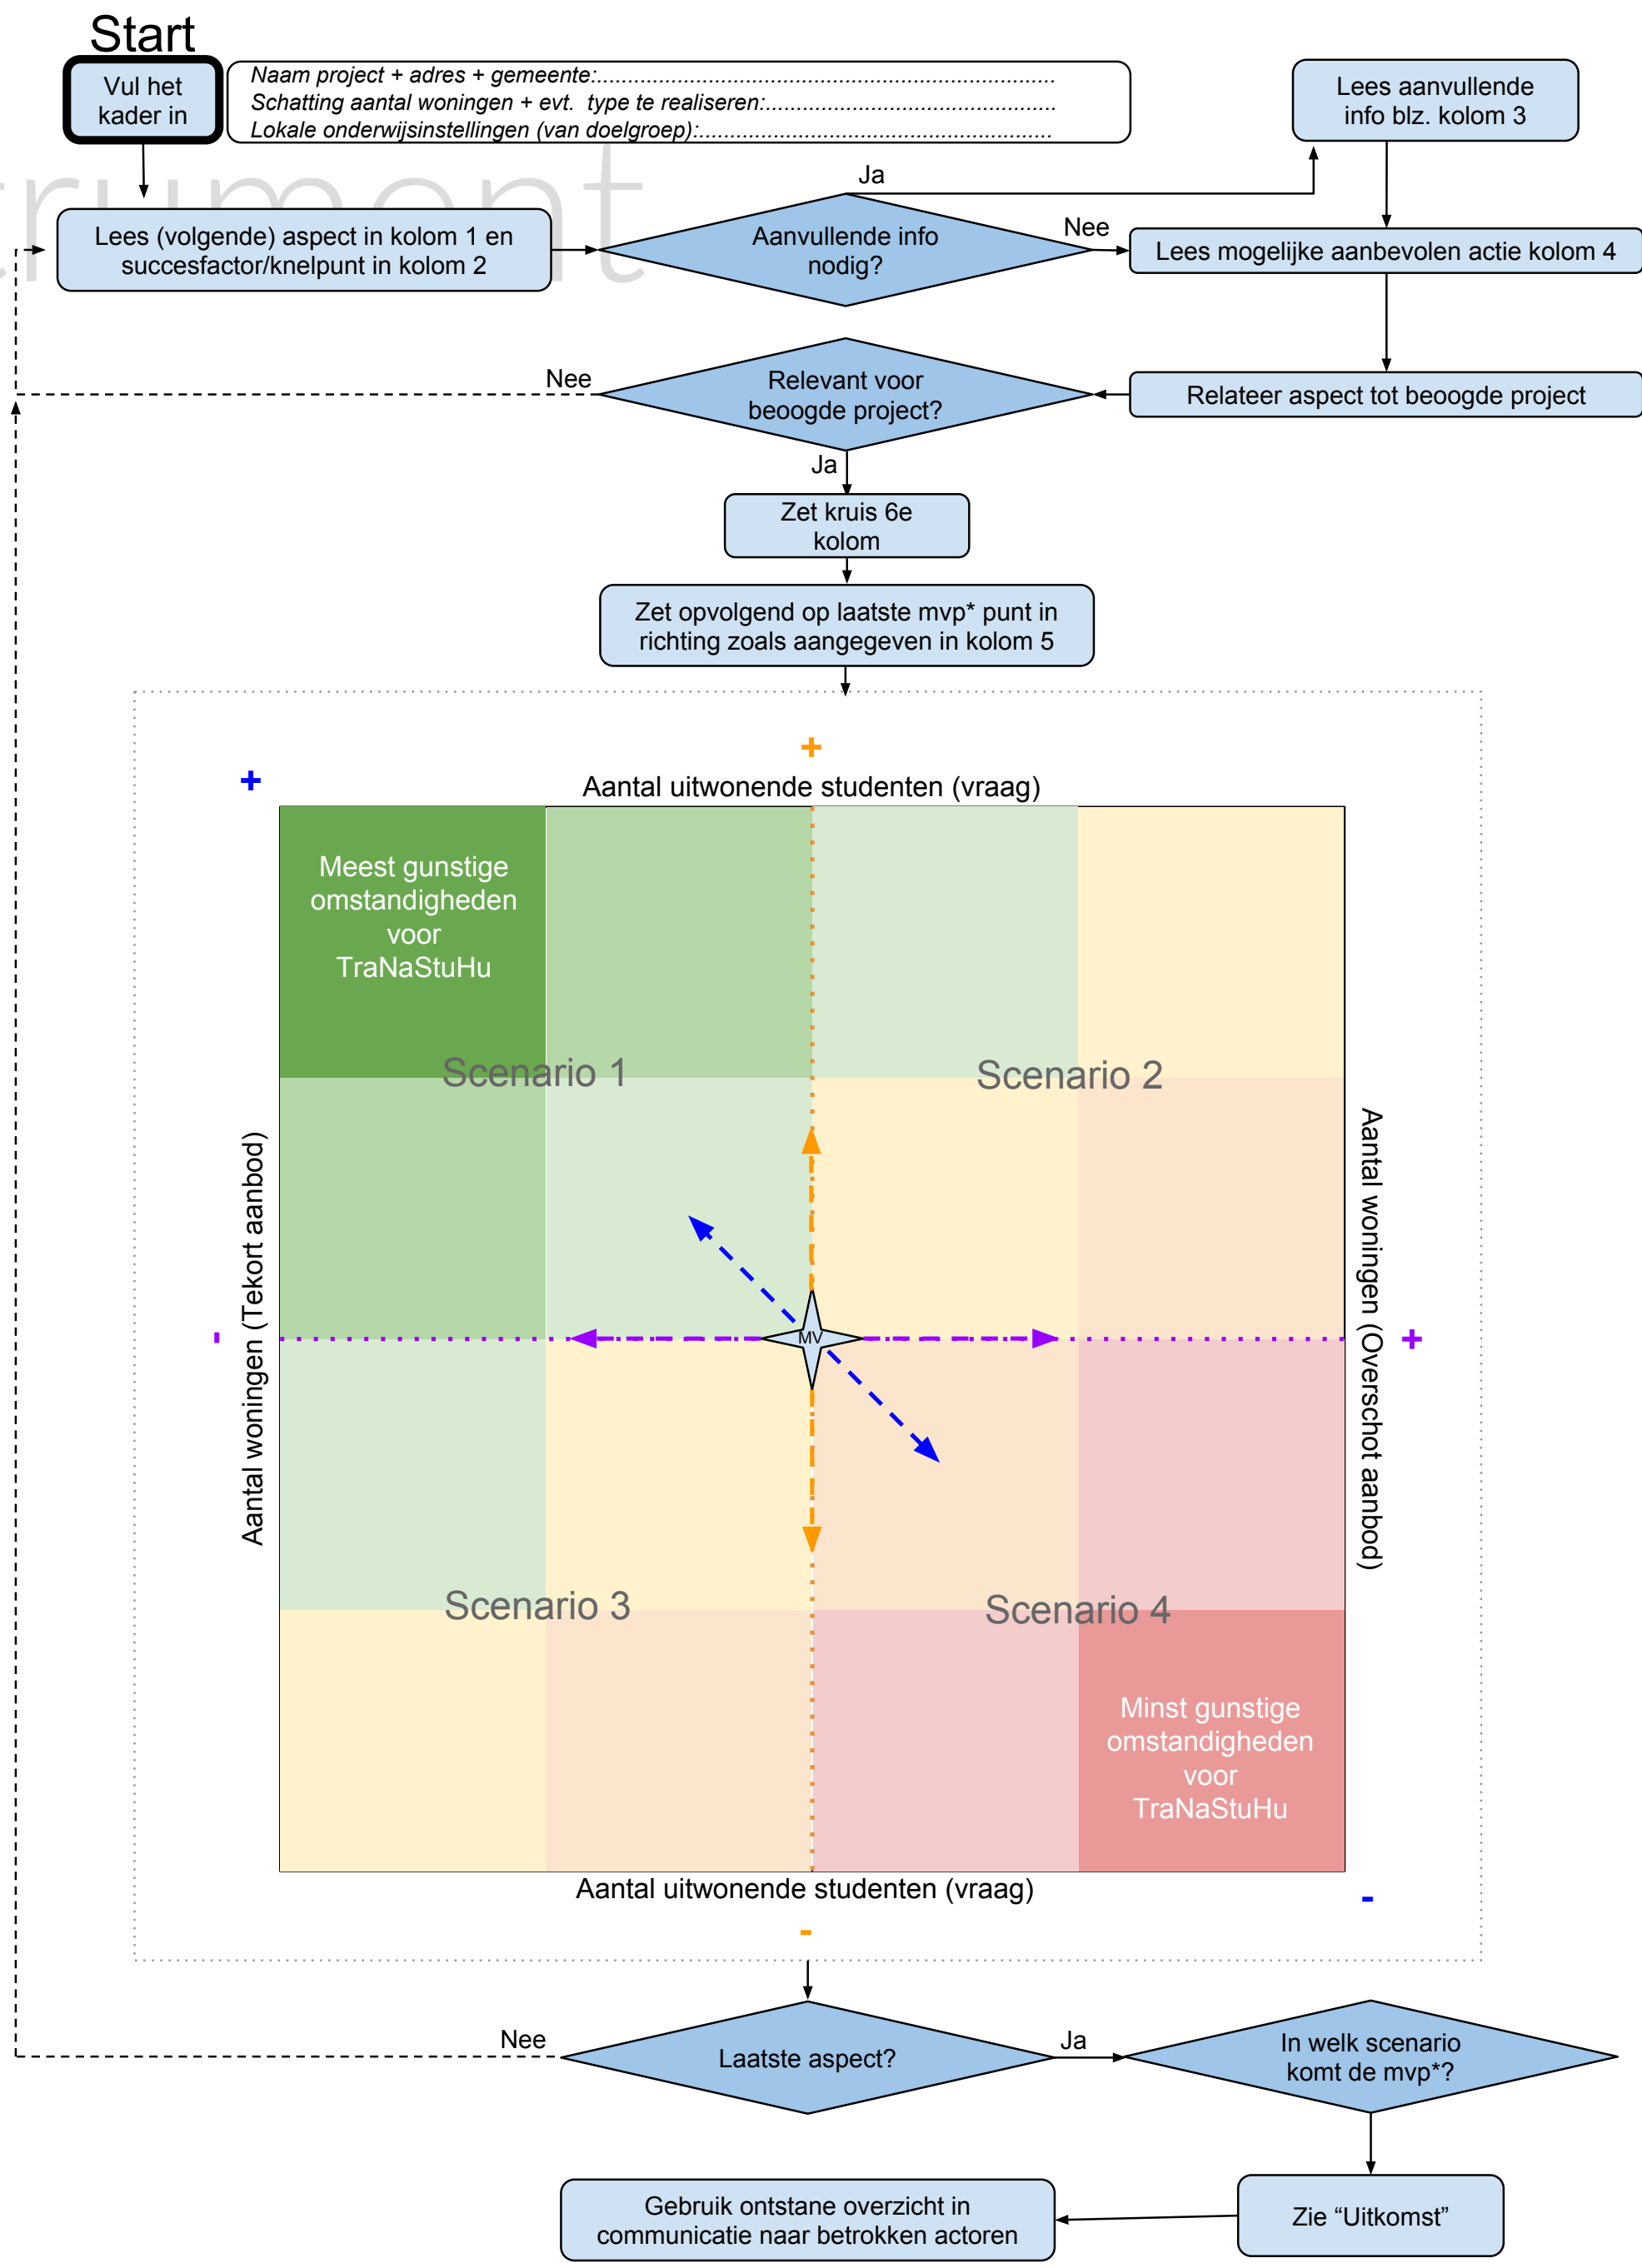 Start
Vul het
kader in
Naam project + adres + gemeente:...................................................................
Schatting aantal woningen + evt. type te realiseren:...........................................
Lokale onderwijsinstellingen (van doelgroep):....................................................
Lees aanvullende
info blz. kolom 3
trument
Ja
Lees (volgende) aspect in kolom 1 en
succesfactor/knelpunt in kolom 2
Aanvullende info
nodig?
Nee
Lees mogelijke aanbevolen actie kolom 4
Nee
Relevant voor
beoogde project?
Relateer aspect tot beoogde project
Ja
Zet kruis 6e
kolom
Zet opvolgend op laatste mvp* punt in
richting zoals aangegeven in kolom 5
+
+
Aantal uitwonende studenten (vraag)
Meest gunstige
omstandigheden
voor
TraNaStuHu
Scenario 1
Scenario 2
Aantal woningen (Tekort aanbod)
Aantal woningen (Overschot aanbod)
-
MV
+
Scenario 3
Scenario 4
Minst gunstige
omstandigheden
voor
TraNaStuHu
Aantal uitwonende studenten (vraag)
-
-
Nee
Laatste aspect?
Ja
In welk scenario
komt de mvp*?
Gebruik ontstane overzicht in
communicatie naar betrokken actoren
Zie “Uitkomst”